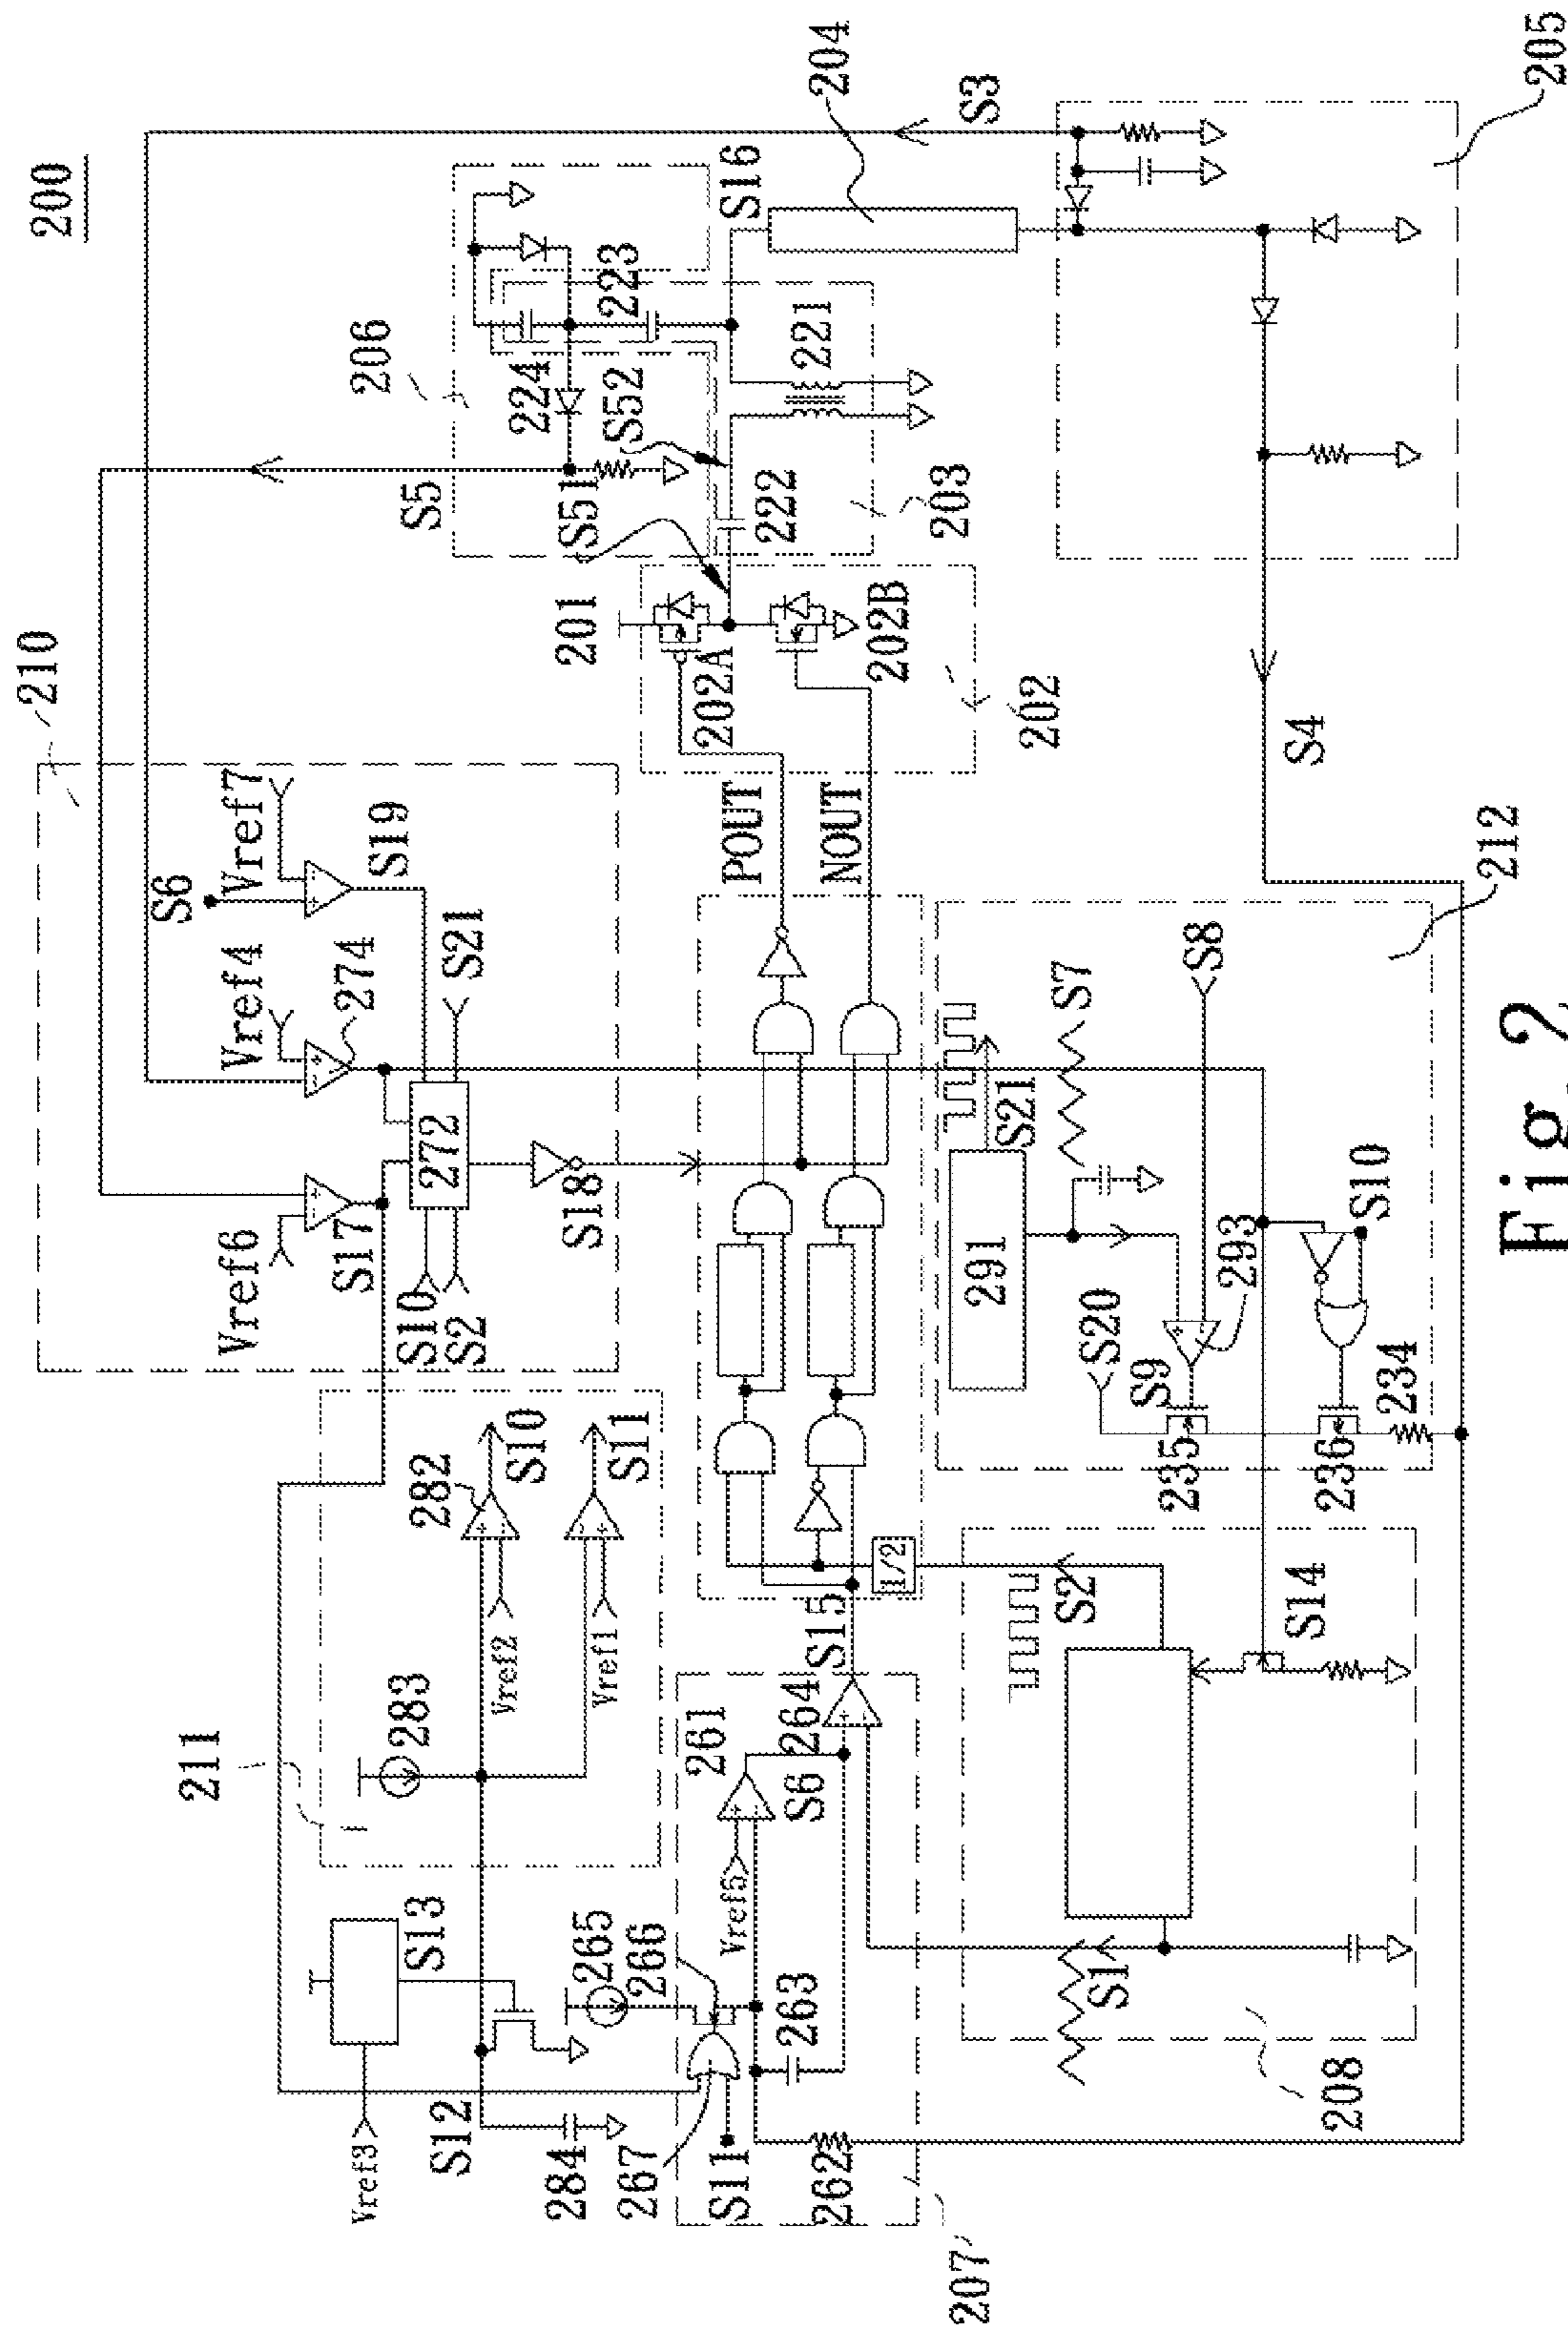 200
210
Vref6
Vref4
S6
Vref7
274
S19
S17
S10
S2
272
S21
S18
S5
206
224
223
S51
S52
S16
S3
204
222
221
203
201
202A
202B
202
POUT
NOUT
205
S4
211
283
282
S10
Vref2
S11
Vref1
Vref3
S13
S12
284
265
266
267
S11
262
263
Vref5
261
S6
264
S15
207
1/2
S2
S14
S1
208
291
S21
S7
S8
S20
S9
293
235
S10
236
234
212
Fig. 2